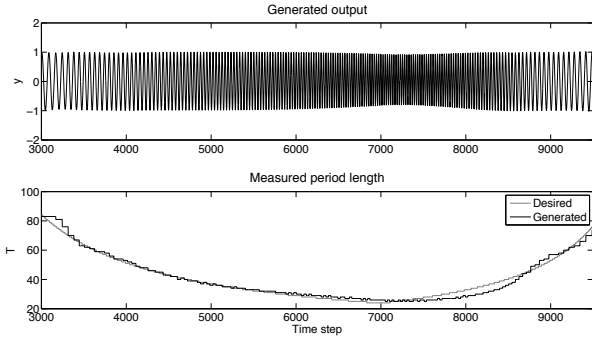 Generated output
2
1
0
−1
−2
y
3000 4000 5000 6000 7000 8000 9000
Measured period length
100
80
60
40
20
T
Desired
Generated
3000 4000 5000 6000 7000 8000 9000
Time step